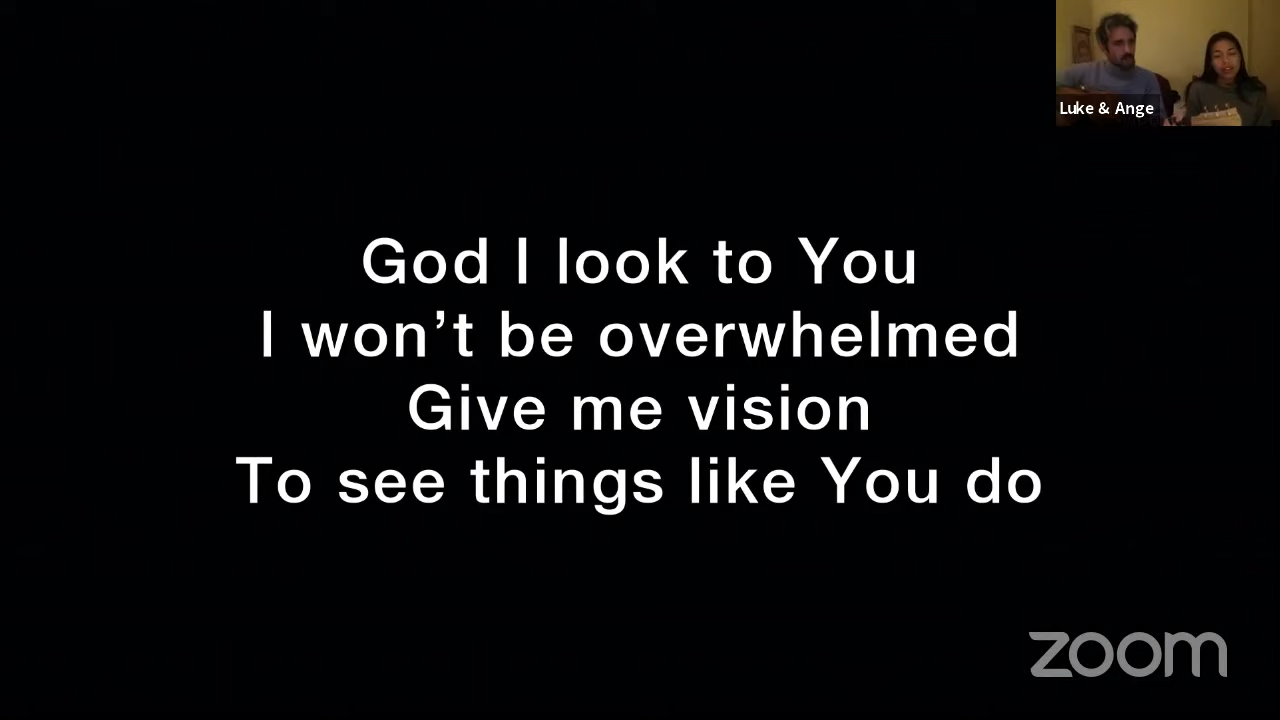 Luke & Ange
God I look to You
I won’t be overwhelmed
Give me vision
To see things like You do
zoom